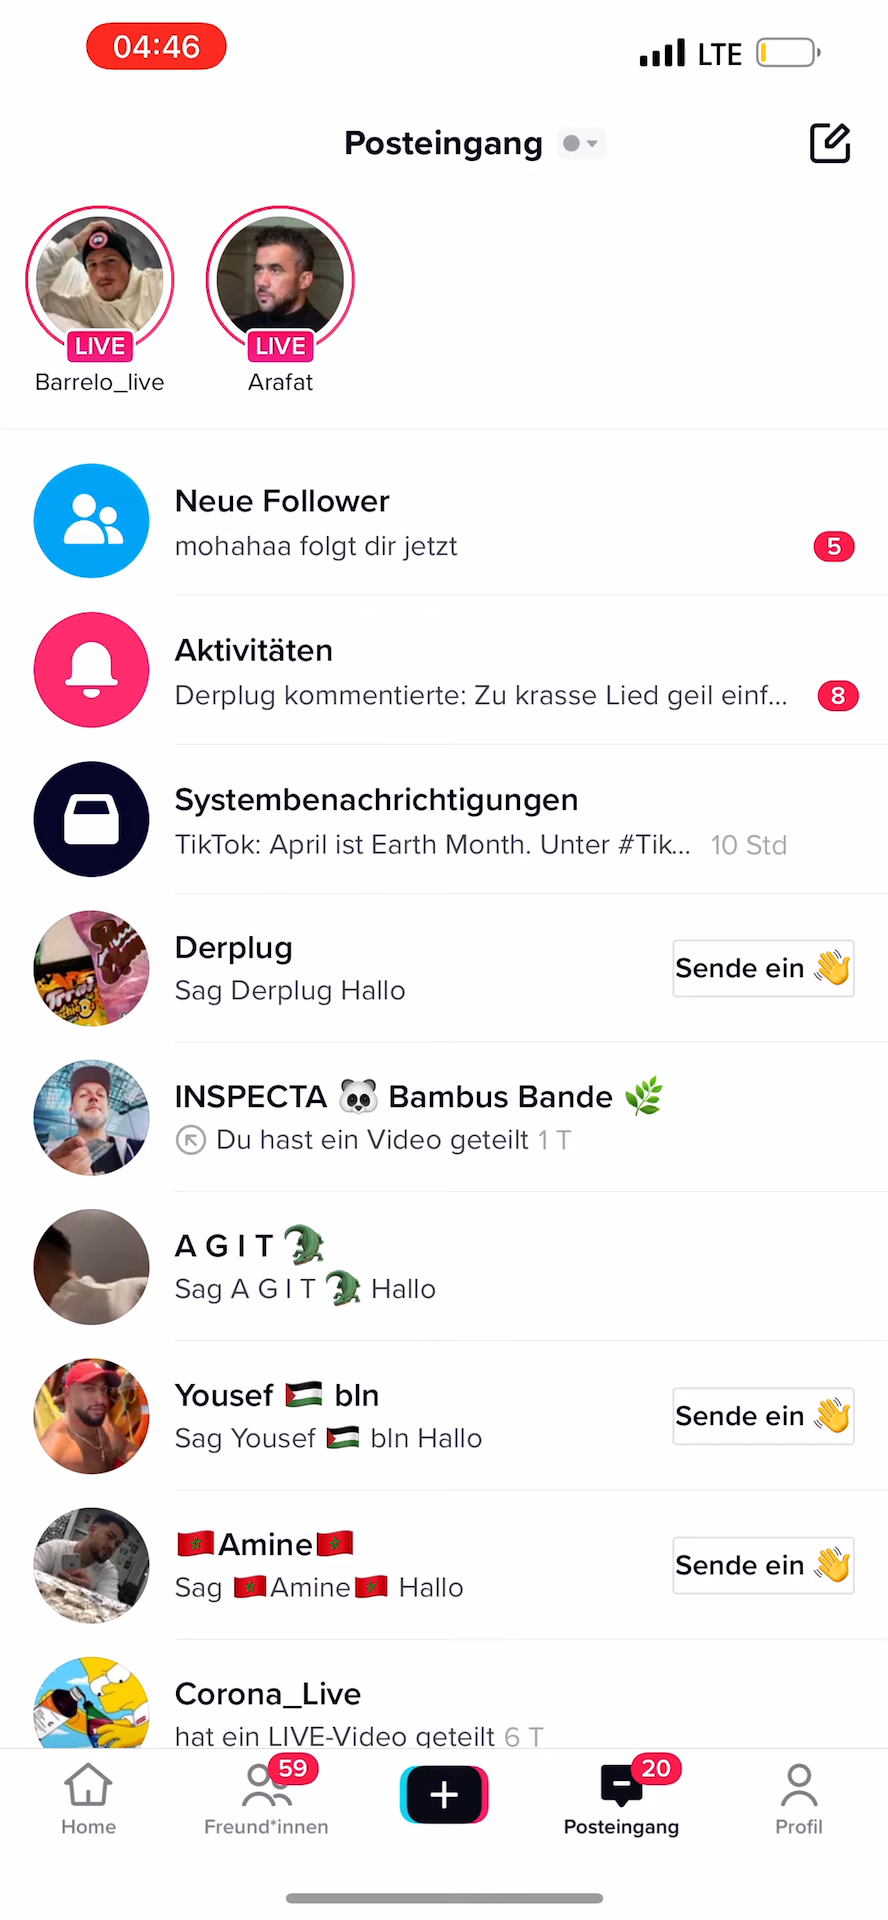 04:46 LTE
Posteingang
LIVE LIVE
Barrelo_live Arafat
Neue Follower
mohahaa folgt dir jetzt 5
Aktivitäten
Derplug kommentierte: Zu krasse Lied geil einf... 8
Systembenachrichtigungen
TikTok: April ist Earth Month. Unter #Tik... 10 Std
Derplug
Sag Derplug Hallo
Sende ein 👋
INSPECTA 🐼 Bambus Bande 🌿
Du hast ein Video geteilt 1 T
A G I T 🐊
Sag A G I T 🐊 Hallo
Yousef 🇵🇸 bln
Sag Yousef 🇵🇸 bln Hallo
Sende ein 👋
🇲🇦Amine🇲🇦
Sag 🇲🇦Amine🇲🇦 Hallo
Sende ein 👋
Corona_Live
hat ein LIVE-Video geteilt 6 T
59 20
Home Freund*innen Posteingang Profil